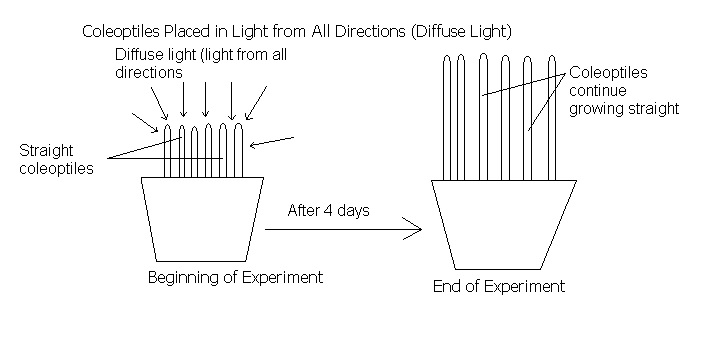 Coleoptiles Placed in Light from All Directions (Diffuse Light)
Diffuse light (light from all
directions
Straight
coleoptiles
Coleoptiles
continue
growing straight
After 4 days
Beginning of Experiment
End of Experiment